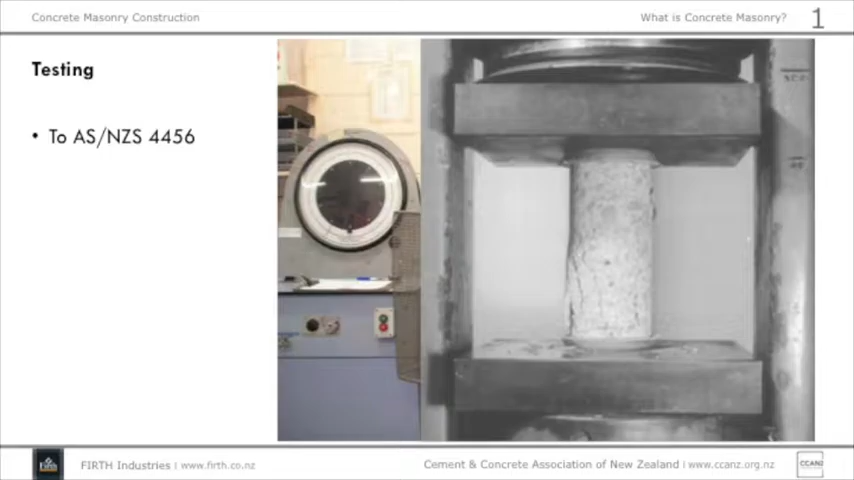 Concrete Masonry Construction
What is Concrete Masonry? 1
Testing
• To AS/NZS 4456
Firth
FIRTH Industries | www.firth.co.nz
Cement & Concrete Association of New Zealand | www.ccanz.org.nz
CCANZ